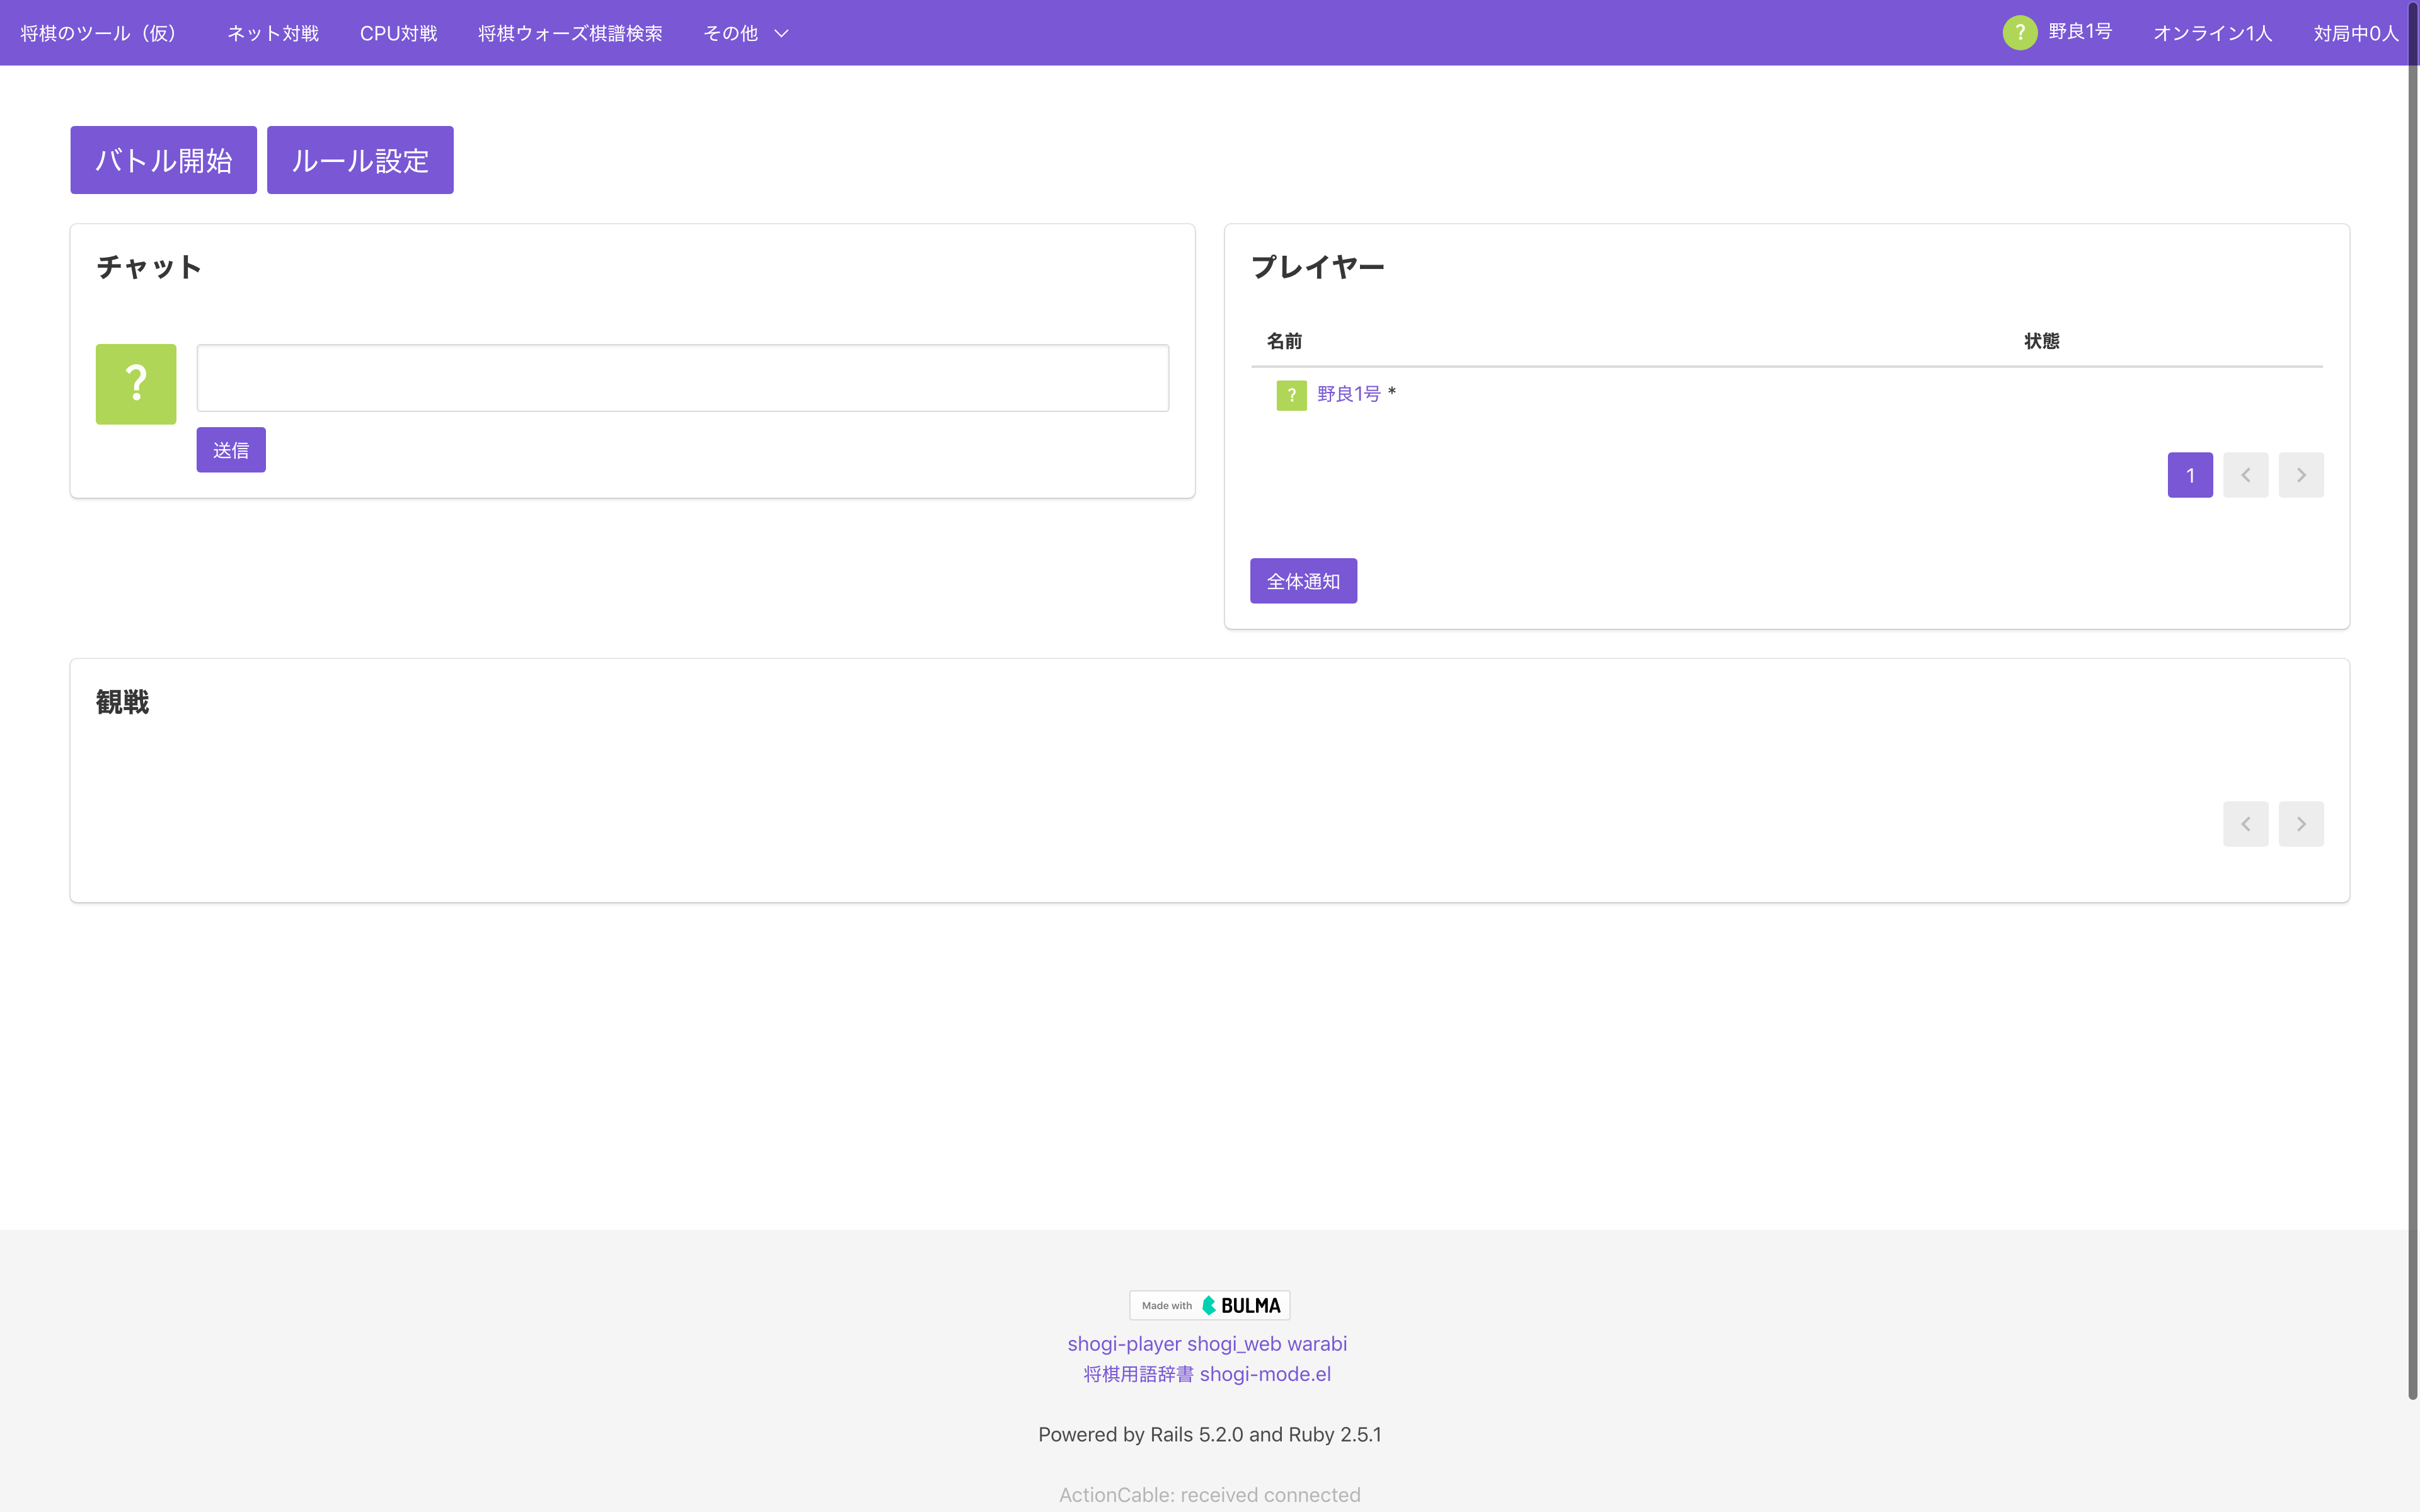 将棋のツール（仮） ネット対戦 CPU対戦 将棋ウォーズ棋譜検索 その他 ? 野良1号 オンライン1人 対局中0人
バトル開始 ルール設定
チャット
?
送信
プレイヤー
名前 状態
? 野良1号 *
1
全体通知
観戦
Made with BULMA
shogi-player shogi_web warabi
将棋用語辞書 shogi-mode.el
Powered by Rails 5.2.0 and Ruby 2.5.1
ActionCable: received connected